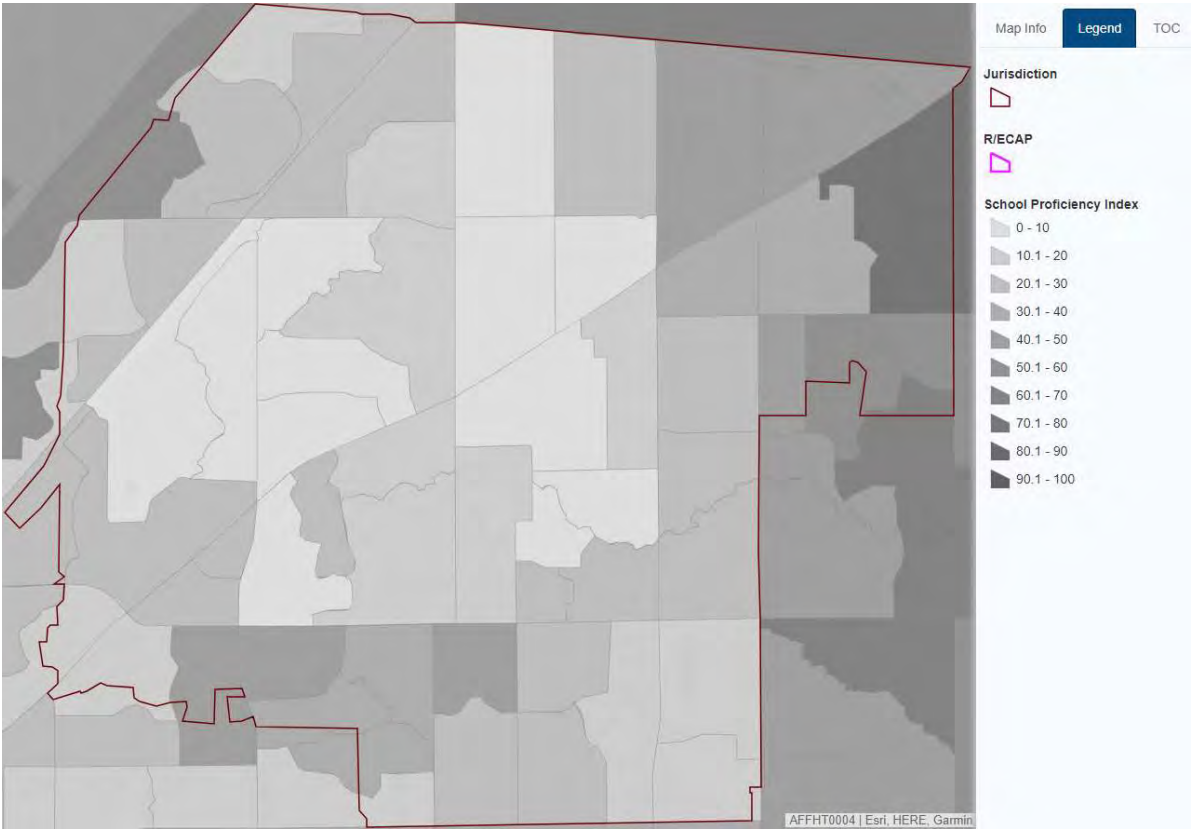 Map Info Legend TOC
Jurisdiction
R/ECAP
School Proficiency Index
0 - 10
10.1 - 20
20.1 - 30
30.1 - 40
40.1 - 50
50.1 - 60
60.1 - 70
70.1 - 80
80.1 - 90
90.1 - 100
AFFHT0004 | Esri, HERE, Garmin